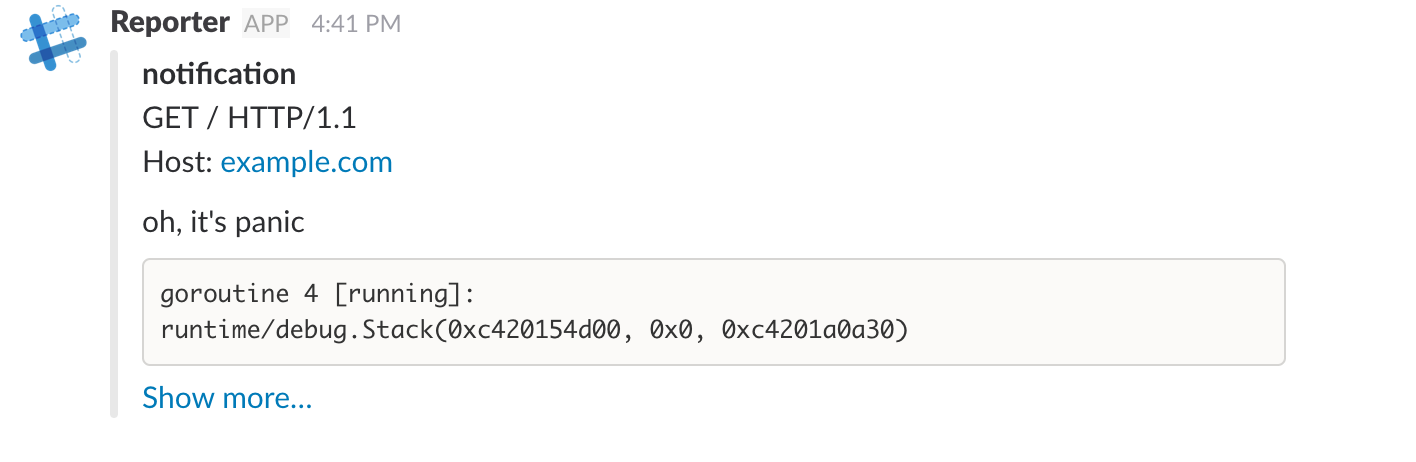 Reporter APP 4:41 PM
notification
GET / HTTP/1.1
Host: example.com
oh, it's panic
goroutine 4 [running]:
runtime/debug.Stack(0xc420154d00, 0x0, 0xc4201a0a30)
Show more...